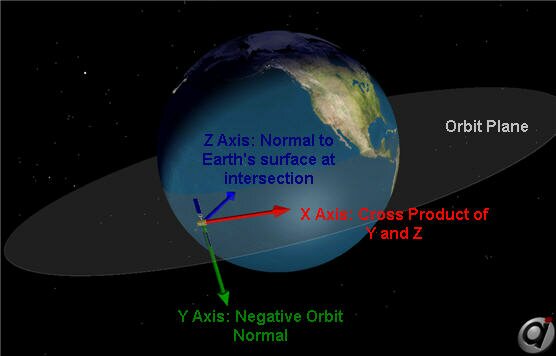 Orbit Plane
Z Axis: Normal to
Earth's surface at
intersection
X Axis: Cross Product of
Y and Z
Y Axis: Negative Orbit
Normal